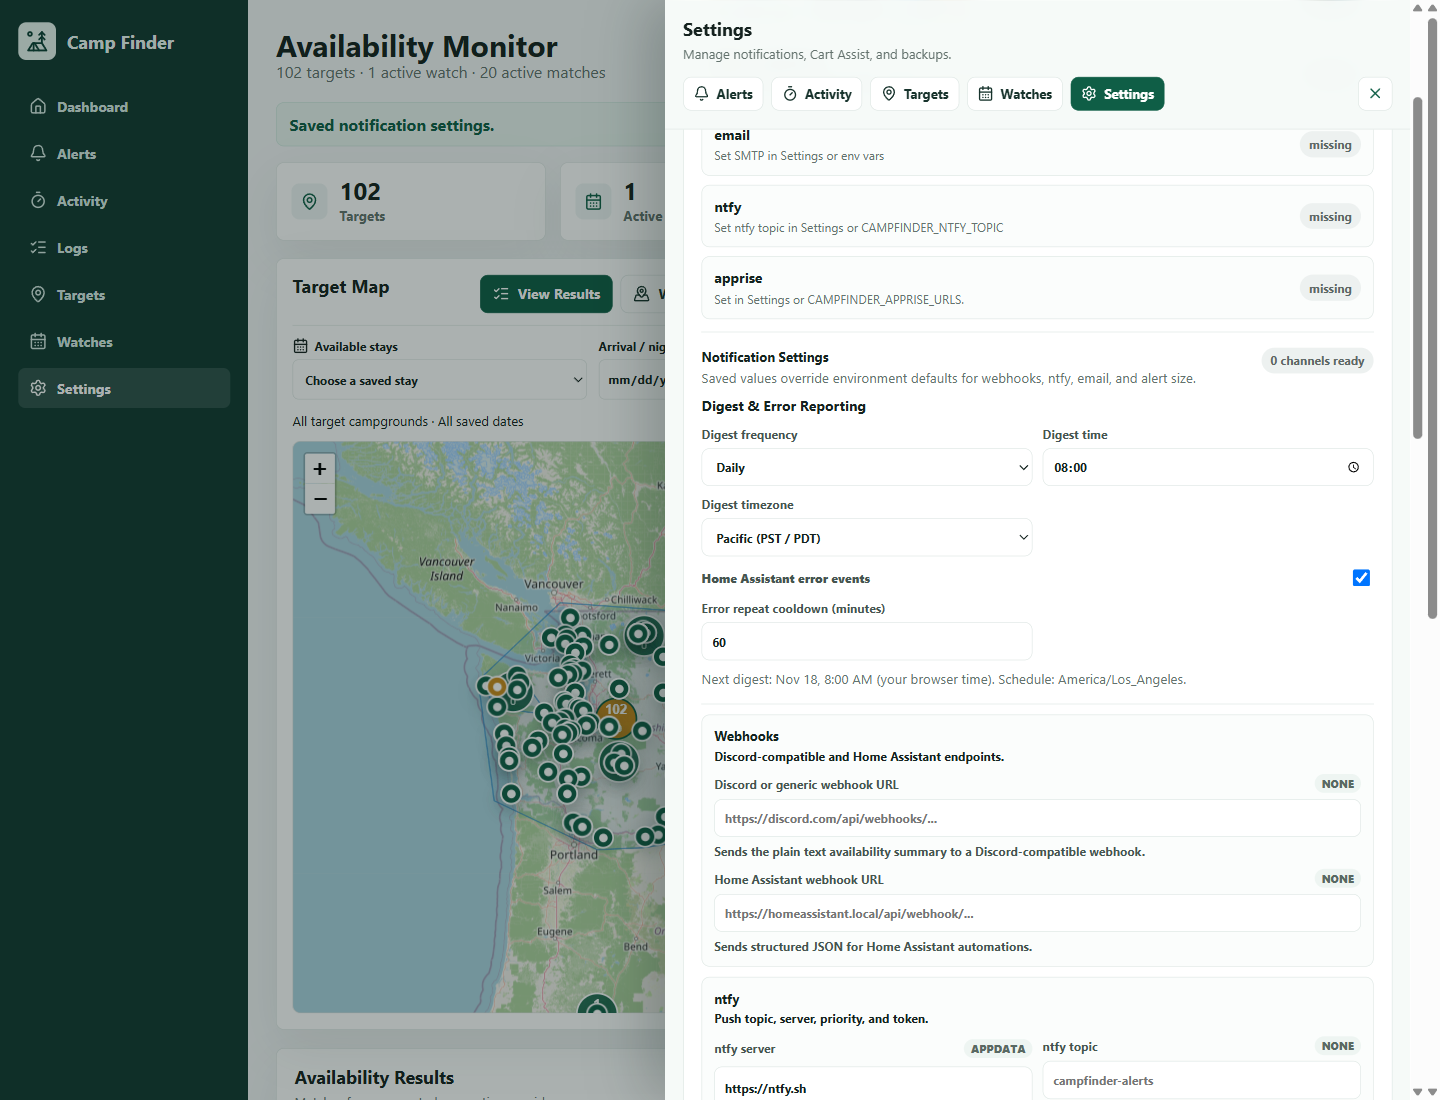 Camp Finder
Dashboard
Alerts
Activity
Logs
Targets
Watches
Settings
Availability Monitor
102 targets · 1 active watch · 20 active matches
Saved notification settings.
102
Targets
1
Active
Target Map
View Results
Available stays
Choose a saved stay
Arrival / nig
mm/dd/y
All target campgrounds · All saved dates
+
−
Vancouver
Island
Vancouver
Nanaimo
Chilliwack
otsford
Victoria
erett
102
coma
Portland
Salem
Eugene
Bend
Availability Results
Settings
Manage notifications, Cart Assist, and backups.
Alerts
Activity
Targets
Watches
Settings
email
Set SMTP in Settings or env vars
missing
ntfy
Set ntfy topic in Settings or CAMPFINDER_NTFY_TOPIC
missing
apprise
Set in Settings or CAMPFINDER_APPRISE_URLS.
missing
Notification Settings
0 channels ready
Saved values override environment defaults for webhooks, ntfy, email, and alert size.
Digest & Error Reporting
Digest frequency
Daily
Digest time
08:00
Digest timezone
Pacific (PST / PDT)
Home Assistant error events
Error repeat cooldown (minutes)
60
Next digest: Nov 18, 8:00 AM (your browser time). Schedule: America/Los_Angeles.
Webhooks
Discord-compatible and Home Assistant endpoints.
Discord or generic webhook URL
NONE
https://discord.com/api/webhooks/...
Sends the plain text availability summary to a Discord-compatible webhook.
Home Assistant webhook URL
NONE
https://homeassistant.local/api/webhook/...
Sends structured JSON for Home Assistant automations.
ntfy
Push topic, server, priority, and token.
ntfy server
APPDATA
https://ntfy.sh
ntfy topic
NONE
campfinder-alerts